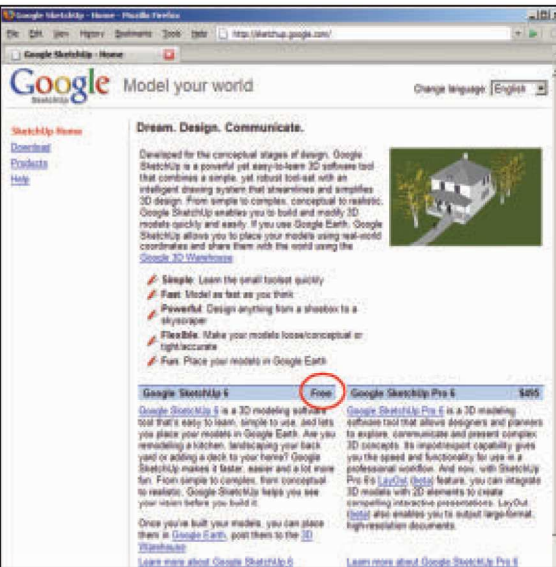 Google SketchUp - Home - Mozilla Firefox
File Edit View History Bookmarks Tools Help http://sketchup.google.com/
Google SketchUp - Home
Google SketchUp Model your world
Change language: English
SketchUp Home
Download
Products
Help
Dream. Design. Communicate.
Developed for the conceptual stages of design, Google
SketchUp is a powerful yet easy-to-learn 3D software tool
that combines a simple, yet robust tool-set with an
intelligent drawing system that streamlines and simplifies
3D design. From simple to complex, conceptual to realistic,
Google SketchUp enables you to build and modify 3D
models quickly and easily. If you use Google Earth, Google
SketchUp allows you to place your models using real-world
coordinates and share them with the world using the
Google 3D Warehouse
Simple: Learn the small toolset quickly
Fast: Model as fast as you think
Powerful: Design anything from a shoebox to a
skyscraper
Flexible: Make your models loose/conceptual or
tight/accurate
Fun: Place your models in Google Earth
Google SketchUp 6 Free
Google SketchUp 6 is a 3D modeling software
tool that's easy to learn, simple to use, and lets
you place your models in Google Earth. Are you
remodeling a kitchen, landscaping your back
yard or adding a deck to your home? Google
SketchUp makes it faster, easier and a lot more
fun. From simple to complex, from conceptual
to realistic, Google SketchUp helps you see
your vision before you build it.
Once you've built your models, you can place
them in Google Earth, post them to the 3D
Warehouse
Learn more about Google SketchUp 6
Google SketchUp Pro 6 $495
Google SketchUp Pro 6 is a 3D modeling
software tool that allows designers and planners
to explore, communicate and present complex
3D concepts. Its import/export capability gives
you the speed and functionality for use in a
professional workflow. And now, with SketchUp
Pro 6's LayOut (beta) feature, you can integrate
3D models with 2D elements to create
compelling interactive presentations. LayOut
(beta) also enables you to output large-format,
high-resolution documents.
Learn more about Google SketchUp Pro 6